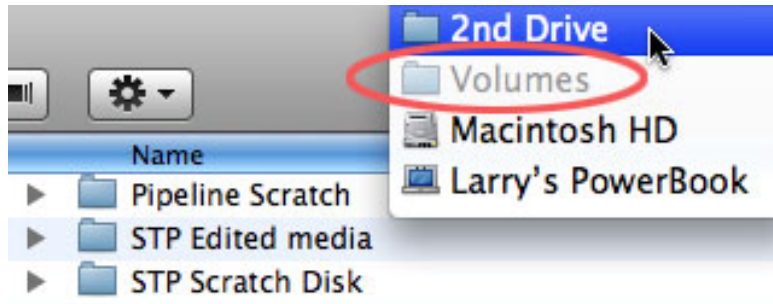 2nd Drive
Volumes
Macintosh HD
Larry's PowerBook
Name
Pipeline Scratch
STP Edited media
STP Scratch Disk